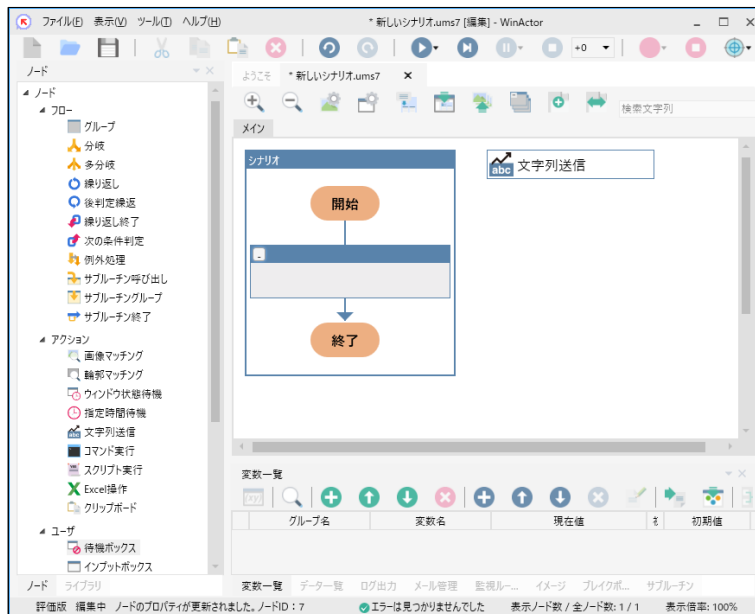 ファイル(F) 表示(V) ツール(T) ヘルプ(H)
* 新しいシナリオ.ums7 [編集] - WinActor
+0
ノード
ようこそ * 新しいシナリオ.ums7
検索文字列
メイン
ノード
フロー
グループ
分岐
多分岐
繰り返し
後判定繰返
繰り返し終了
次の条件判定
例外処理
サブルーチン呼び出し
サブルーチングループ
サブルーチン終了
アクション
画像マッチング
輪郭マッチング
ウィンドウ状態待機
指定時間待機
文字列送信
コマンド実行
スクリプト実行
Excel操作
クリップボード
ユーザ
待機ボックス
インプットボックス
ノード ライブラリ
シナリオ
開始
終了
abc 文字列送信
変数一覧
グループ名 変数名 現在値 初期値
変数一覧 データ一覧 ログ出力 メール管理 監視ルー... イメージ ブレイクポ... サブルーチン
評価版 編集中 ノードのプロパティが更新されました。ノードID:7 エラーは見つかりませんでした 表示ノード数 / 全ノード数: 1 / 1 表示倍率: 100%